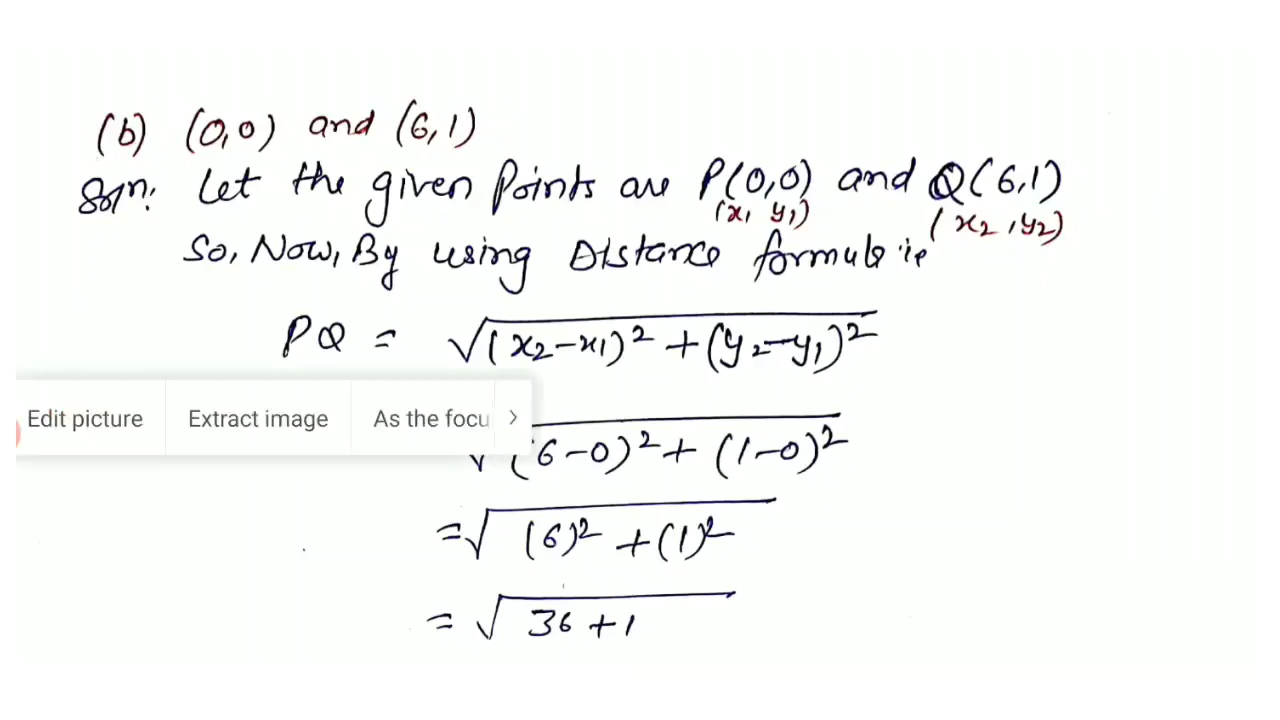 (b) (0,0) and (6,1)
Soln: Let the given Points are P(0,0) and Q(6,1)
(x1 y1) (x2, y2)
So, Now, By using Distance formula ie
PQ = √(x2-x1)² + (y2-y1)²
Edit picture Extract image As the focu >
√(6-0)² + (1-0)²
= √(6)² + (1)²
= √36 + 1